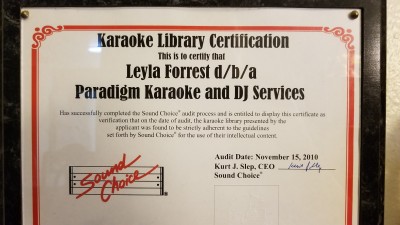 Karaoke Library Certification
This is to certify that
Leyla Forrest d/b/a
Paradigm Karaoke and DJ Services
Has successfully completed the Sound Choice® audit process and is entitled to display this certificate as
verification that on the date of audit, the karaoke library presented by the
applicant was found to be strictly adherent to the guidelines
set forth by Sound Choice® for the use of their intellectual content.
Sound
Choice®
Audit Date: November 15, 2010
Kurt J. Slep, CEO
Sound Choice®